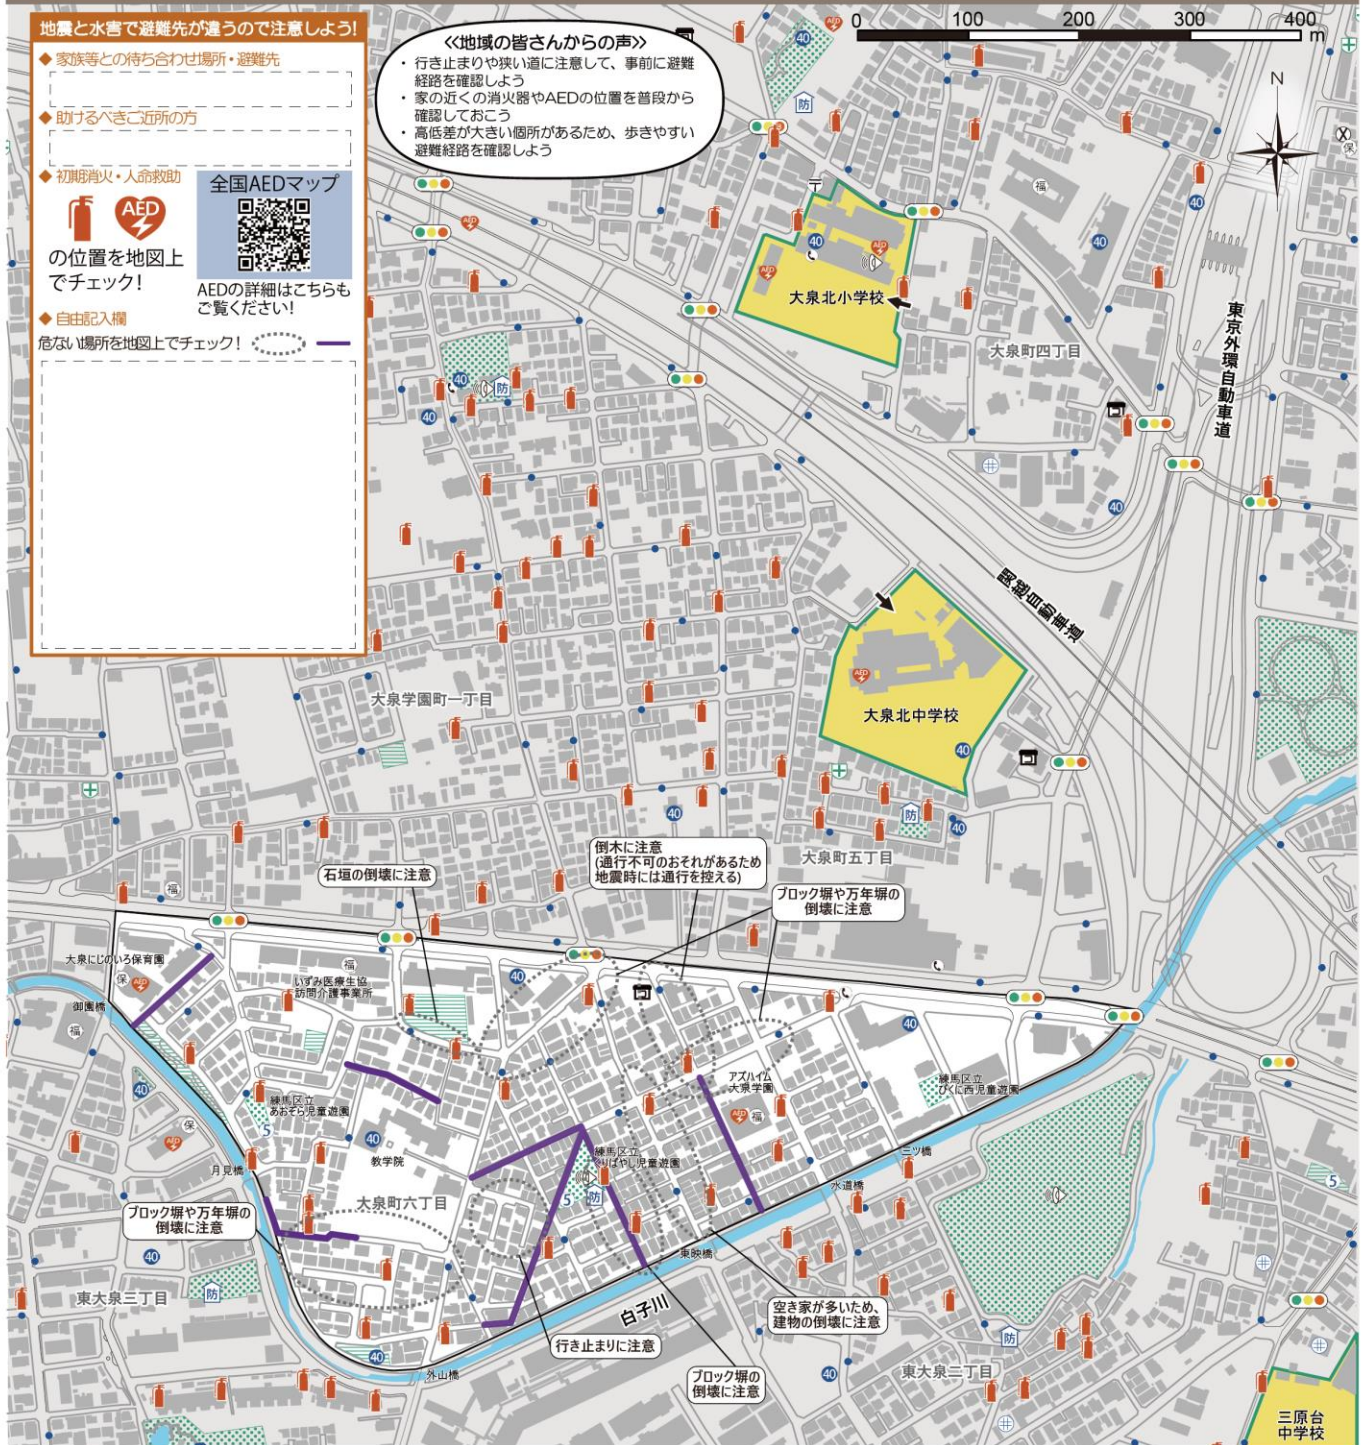 地震と水害で避難先が違うので注意しよう!
◆ 家族等との待ち合わせ場所・避難先
◆ 助けるべきご近所の方
◆ 初期消火・人命救助
AED
の位置を地図上
でチェック!
全国AEDマップ
AEDの詳細はこちらも
ご覧ください!
◆ 自由記入欄
危ない場所を地図上でチェック!
≪地域の皆さんからの声≫
・ 行き止まりや狭い道に注意して、事前に避難
経路を確認しよう
・ 家の近くの消火器やAEDの位置を普段から
確認しておこう
・ 高低差が大きい個所があるため、歩きやすい
避難経路を確認しよう
0 100 200 300 400
m
N
大泉北小学校
大泉町四丁目
東京外環自動車道
関越自動車道
大泉学園町一丁目
大泉北中学校
大泉町五丁目
倒木に注意
(通行不可のおそれがあるため
地震時には通行を控える)
石垣の倒壊に注意
ブロック塀や万年塀の
倒壊に注意
大泉にじのいろ保育園
いずみ医療生協
訪問介護事業所
御園橋
アズハイム
大泉学園
練馬区立
びくに西児童遊園
練馬区立
あおぞら児童遊園
教学院
練馬区立
くりばやし児童遊園
三ツ橋
月見橋
水道橋
大泉町六丁目
ブロック塀や万年塀の
倒壊に注意
東映橋
東大泉三丁目
白子川
空き家が多いため、
建物の倒壊に注意
行き止まりに注意
外山橋
ブロック塀の
倒壊に注意
東大泉二丁目
三原台
中学校